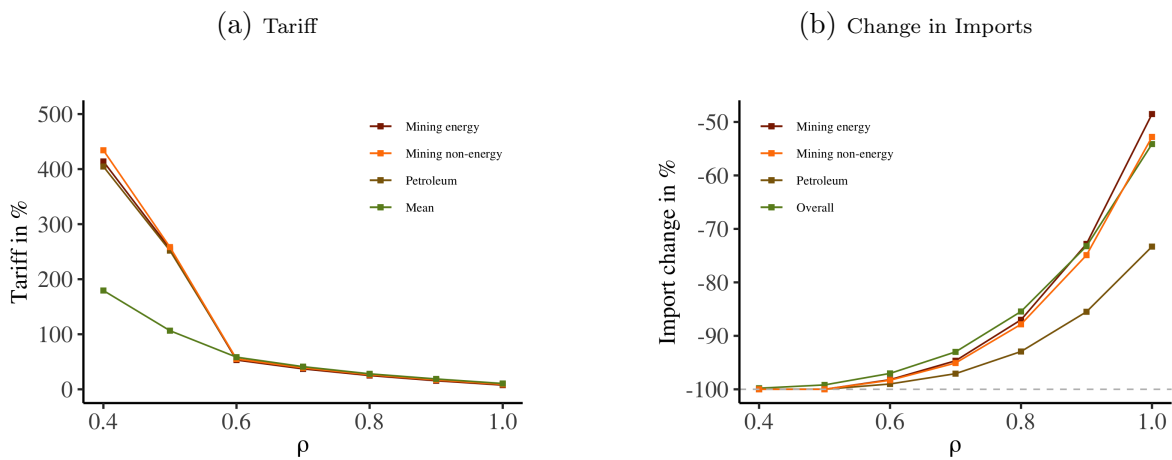 (a) Tariff
500
400
300
200
100
0
Tariff in %
Mining energy
Mining non-energy
Petroleum
Mean
0.4
0.6
0.8
1.0
ρ
(b) Change in Imports
-50
-60
-70
-80
-90
-100
Import change in %
Mining energy
Mining non-energy
Petroleum
Overall
0.4
0.6
0.8
1.0
ρ